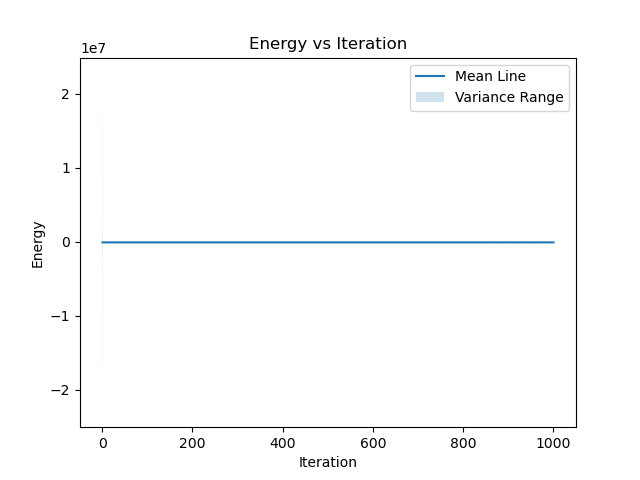 Energy vs Iteration
1e7
Mean Line
Variance Range
2
1
0
−1
−2
Energy
0 200 400 600 800 1000
Iteration